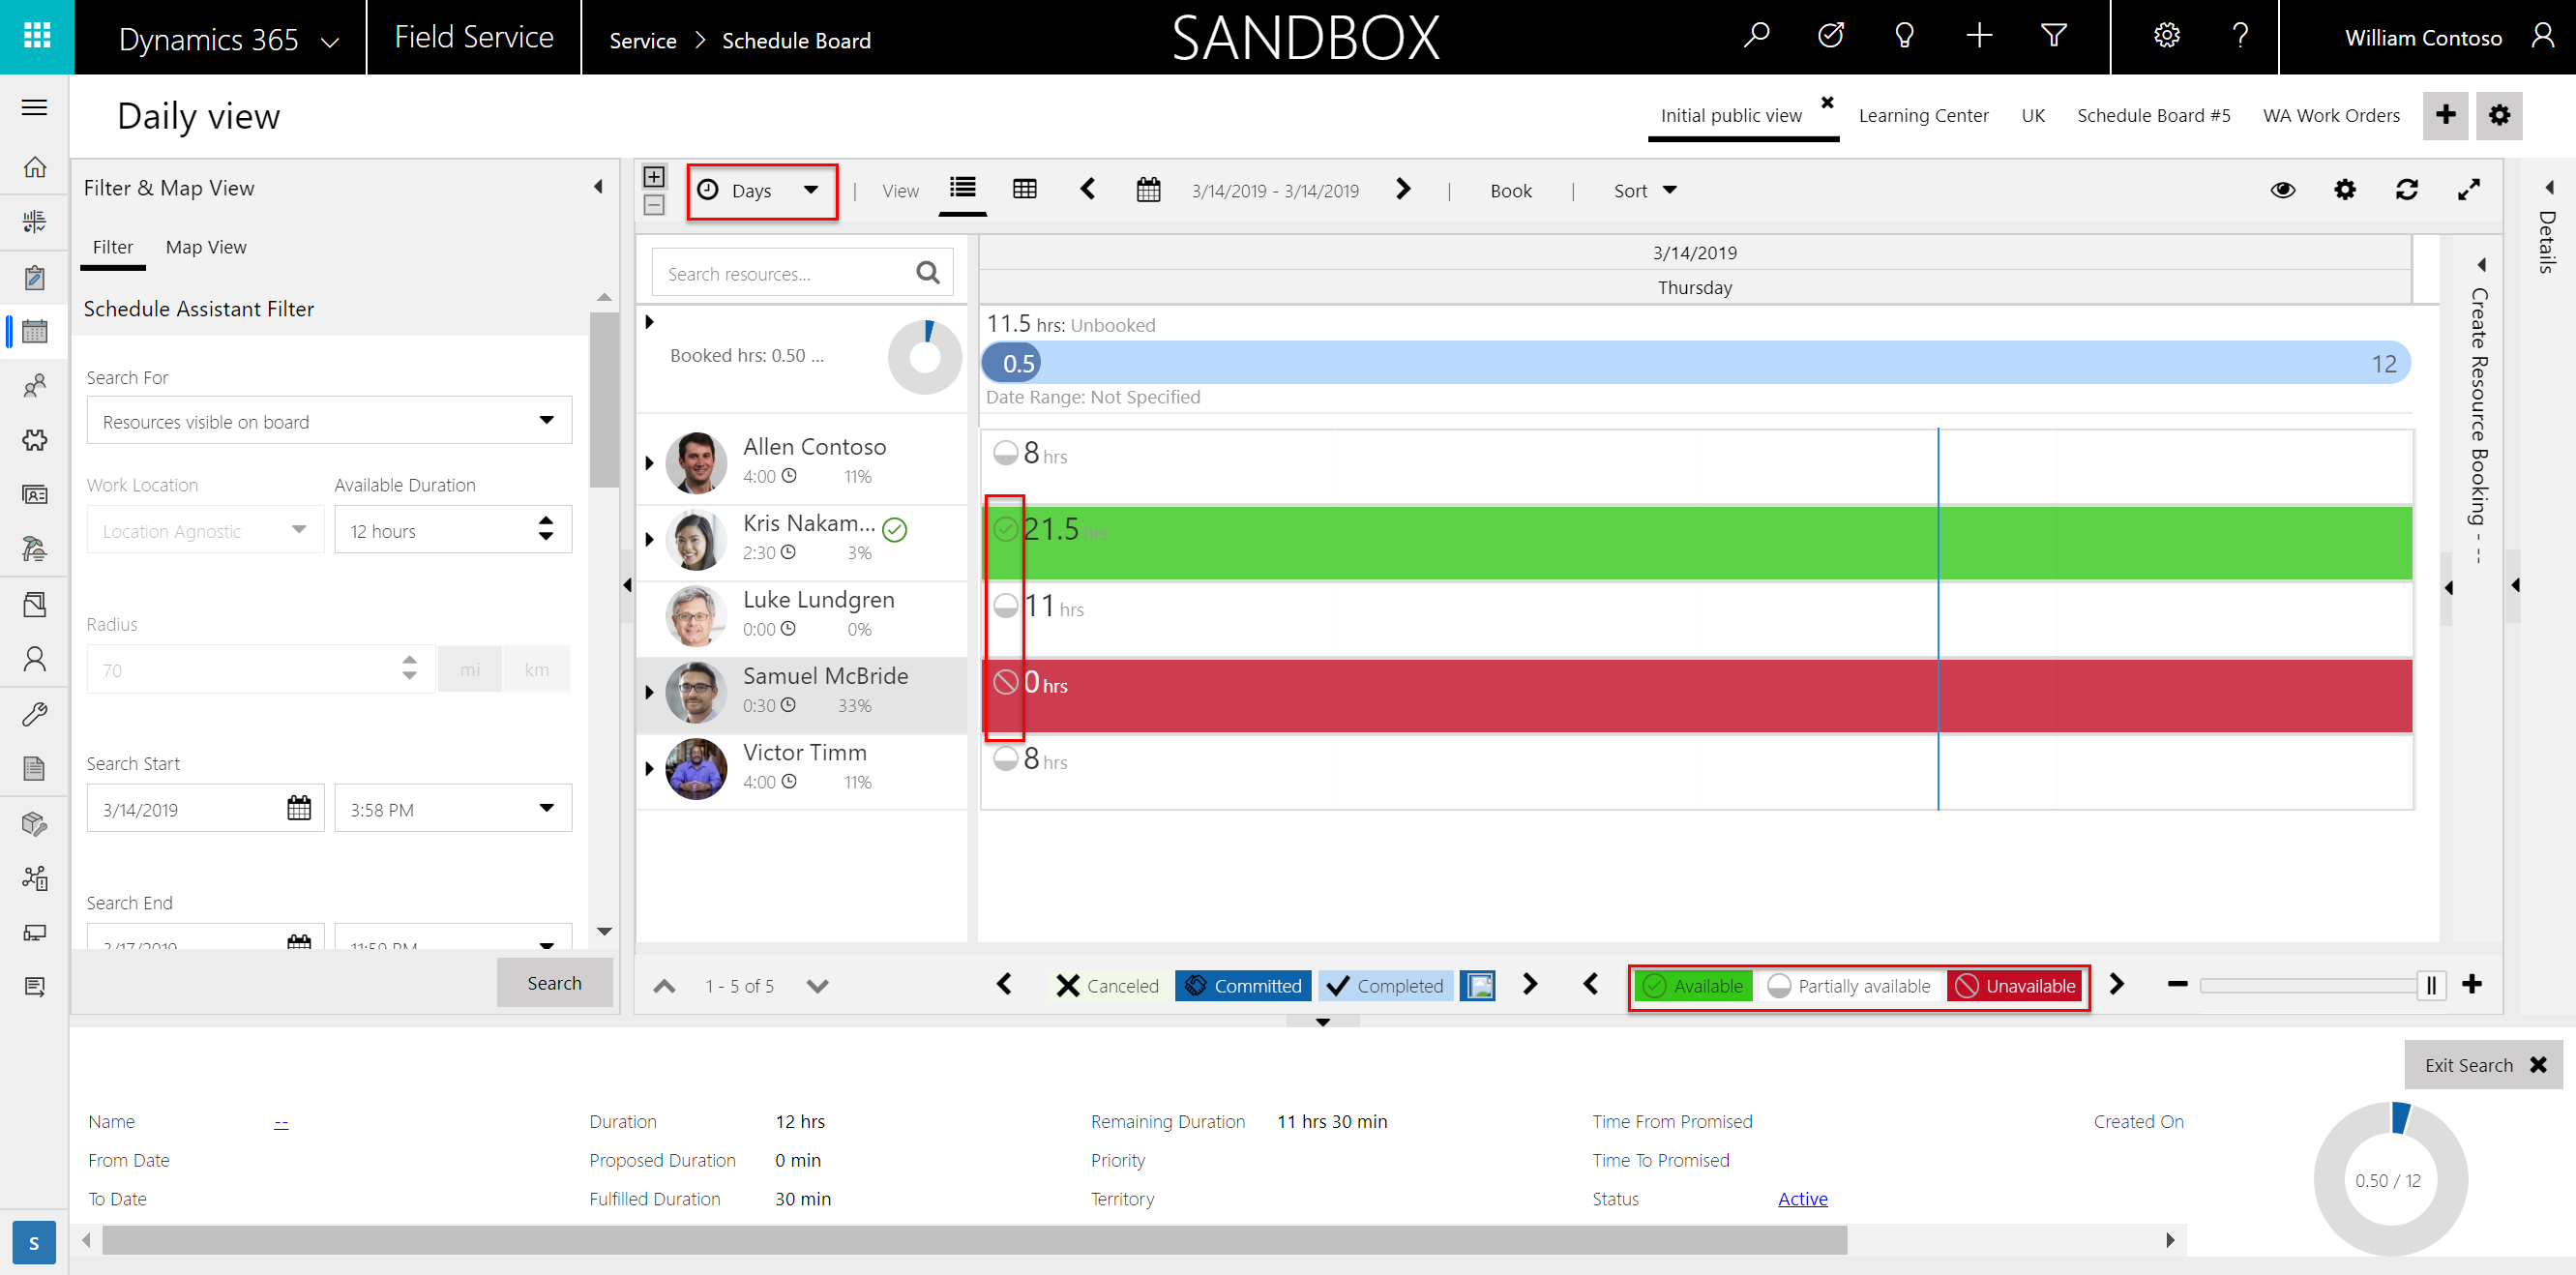 Dynamics 365
Field Service
Service > Schedule Board
SANDBOX
William Contoso
Daily view
Initial public view
Learning Center
UK
Schedule Board #5
WA Work Orders
Filter & Map View
Filter
Map View
Schedule Assistant Filter
Search For
Resources visible on board
Work Location
Available Duration
Location Agnostic
12 hours
Radius
70
mi
km
Search Start
3/14/2019
3:58 PM
Search End
3/17/2019
11:59 PM
Search
Days
View
3/14/2019 - 3/14/2019
Book
Sort
Search resources...
3/14/2019
Thursday
Booked hrs: 0.50 ...
11.5 hrs: Unbooked
0.5
12
Date Range: Not Specified
Allen Contoso
4:00
11%
8 hrs
Kris Nakam...
2:30
3%
21.5 hrs
Luke Lundgren
0:00
0%
11 hrs
Samuel McBride
0:30
33%
0 hrs
Victor Timm
4:00
11%
8 hrs
Create Resource Booking - --
Details
1 - 5 of 5
Canceled
Committed
Completed
Available
Partially available
Unavailable
Exit Search
Name
--
Duration
12 hrs
Remaining Duration
11 hrs 30 min
Time From Promised
Created On
From Date
Proposed Duration
0 min
Priority
Time To Promised
To Date
Fulfilled Duration
30 min
Territory
Status
Active
0.50 / 12
S